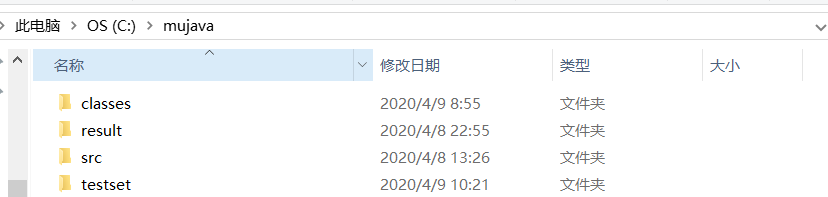 此电脑 > OS (C:) > mujava
名称 修改日期 类型 大小
classes 2020/4/9 8:55 文件夹
result 2020/4/8 22:55 文件夹
src 2020/4/8 13:26 文件夹
testset 2020/4/9 10:21 文件夹